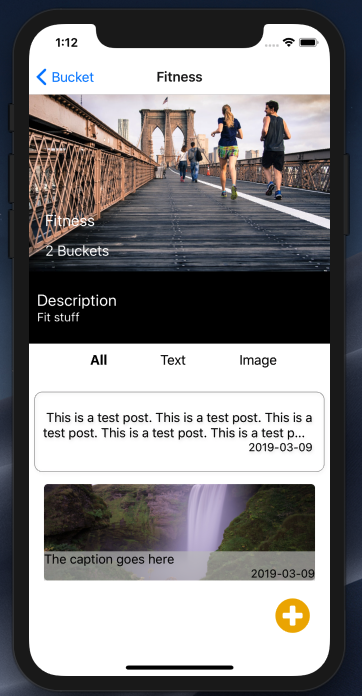 1:12
Bucket
Fitness
Fitness
2 Buckets
Description
Fit stuff
All Text Image
This is a test post. This is a test post. This is a
test post. This is a test post. This is a test p...
2019-03-09
The caption goes here
2019-03-09